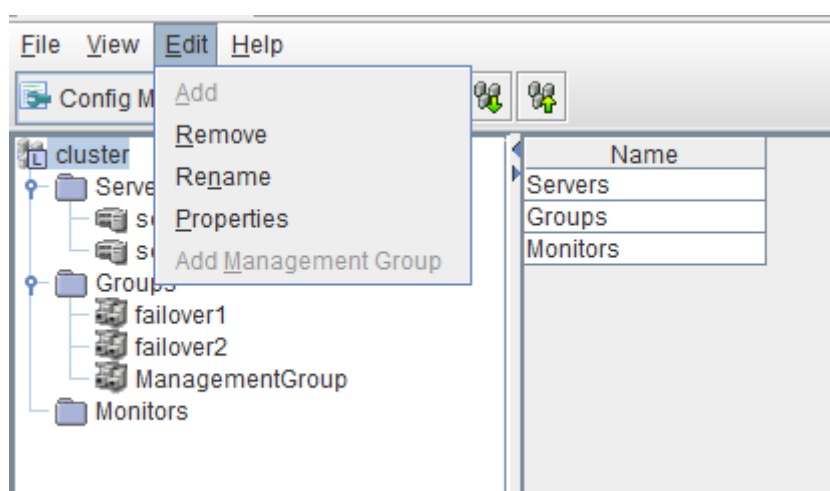 File View Edit Help
Config M
Add
Remove
Rename
Properties
Add Management Group
cluster
Groups
failover1
failover2
ManagementGroup
Monitors
Name
Servers
Groups
Monitors